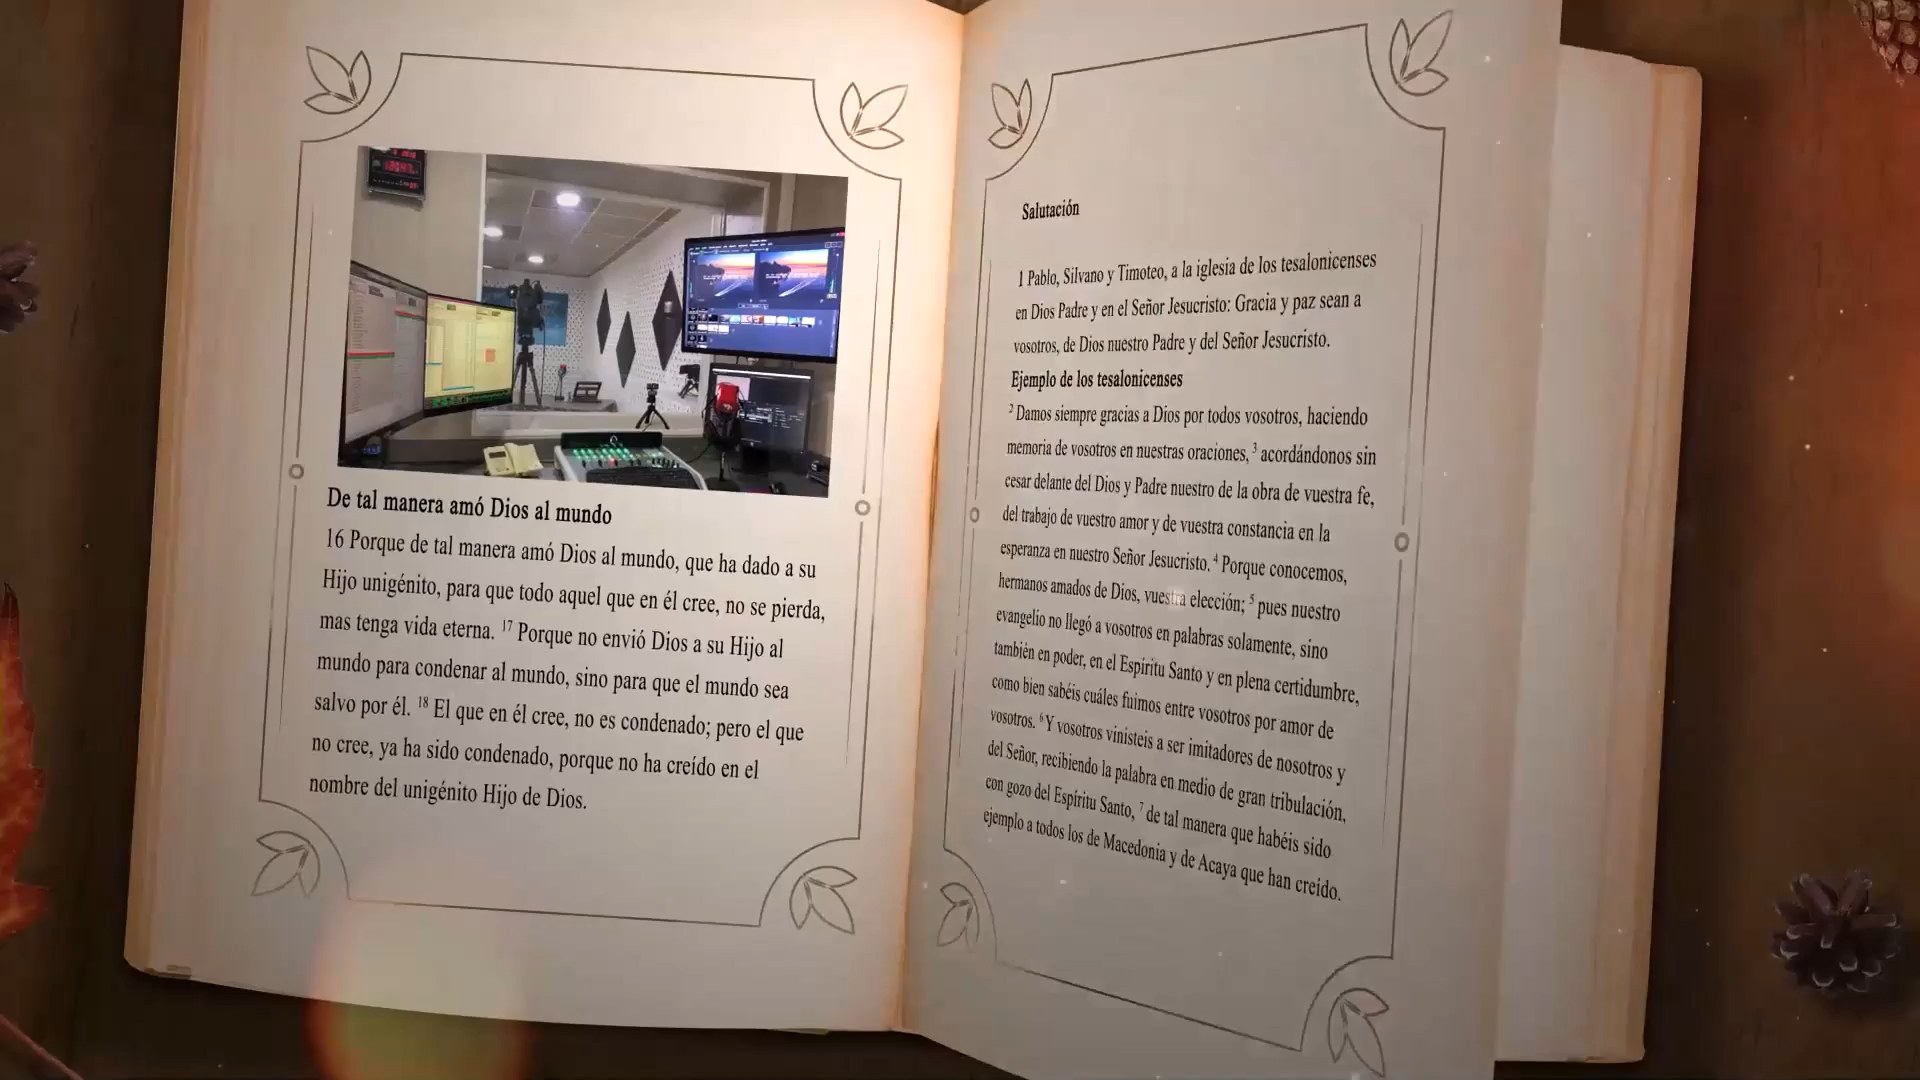 De tal manera amó Dios al mundo
16 Porque de tal manera amó Dios al mundo, que ha dado a su
Hijo unigénito, para que todo aquel que en él cree, no se pierda,
mas tenga vida eterna. 17 Porque no envió Dios a su Hijo al
mundo para condenar al mundo, sino para que el mundo sea
salvo por él. 18 El que en él cree, no es condenado; pero el que
no cree, ya ha sido condenado, porque no ha creído en el
nombre del unigénito Hijo de Dios.
Salutación
1 Pablo, Silvano y Timoteo, a la iglesia de los tesalonicenses
en Dios Padre y en el Señor Jesucristo: Gracia y paz sean a
vosotros, de Dios nuestro Padre y del Señor Jesucristo.
Ejemplo de los tesalonicenses
2 Damos siempre gracias a Dios por todos vosotros, haciendo
memoria de vosotros en nuestras oraciones, 3 acordándonos sin
cesar delante del Dios y Padre nuestro de la obra de vuestra fe,
del trabajo de vuestro amor y de vuestra constancia en la
esperanza en nuestro Señor Jesucristo. 4 Porque conocemos,
hermanos amados de Dios, vuestra elección; 5 pues nuestro
evangelio no llegó a vosotros en palabras solamente, sino
también en poder, en el Espíritu Santo y en plena certidumbre,
como bien sabéis cuáles fuimos entre vosotros por amor de
vosotros. 6 Y vosotros vinisteis a ser imitadores de nosotros y
del Señor, recibiendo la palabra en medio de gran tribulación,
con gozo del Espíritu Santo, 7 de tal manera que habéis sido
ejemplo a todos los de Macedonia y de Acaya que han creído.